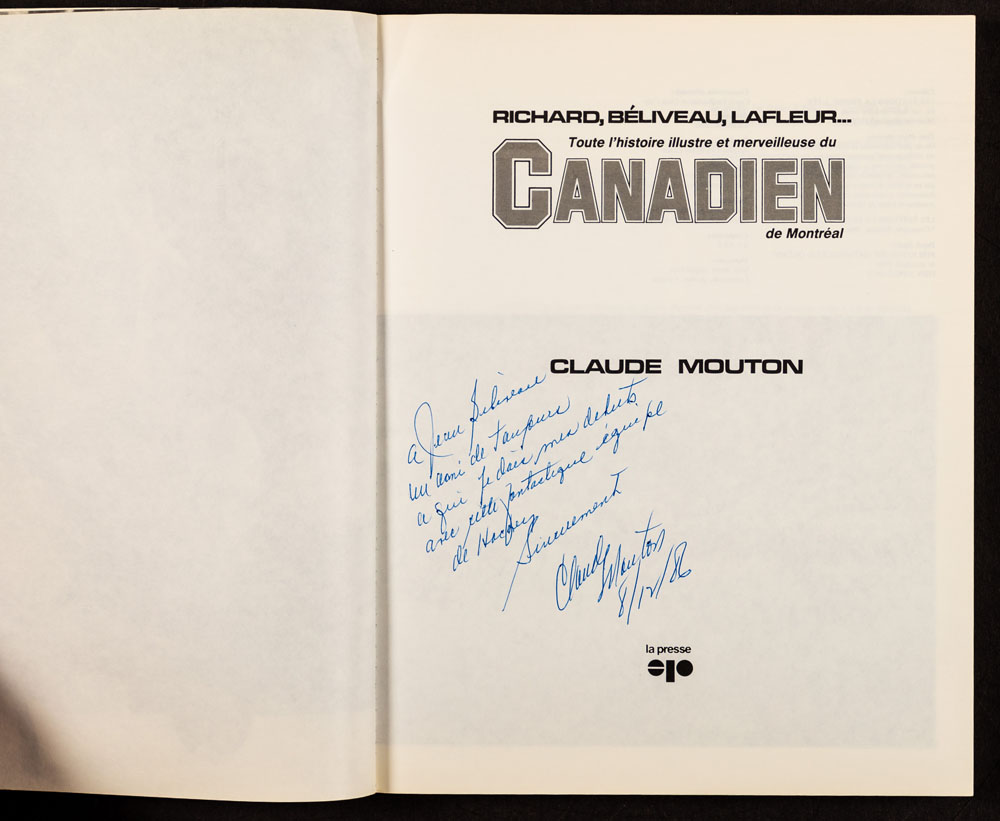 RICHARD, BÉLIVEAU, LAFLEUR...
Toute l'histoire illustre et merveilleuse du
CANADIEN
de Montréal
CLAUDE MOUTON
a Jean Béliveau
un ami de toujours
a qui je dois mes debuts
avec cette fantastique équipe
de Hockey
Sincerement
Claude Mouton
8/12/86
la presse